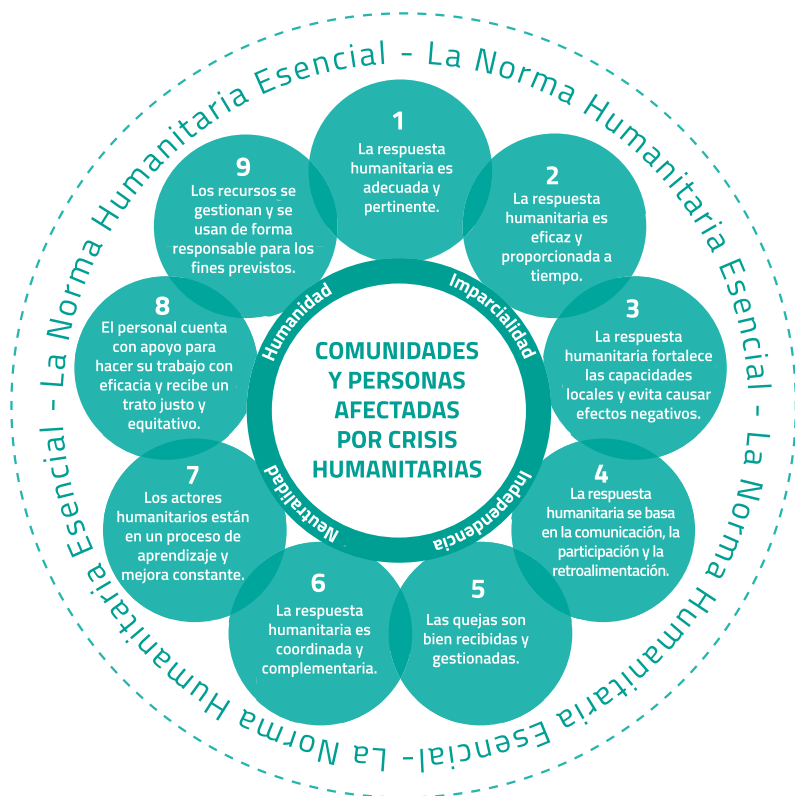 La Norma Humanitaria Esencial - La Norma Humanitaria Esencial - La Norma Humanitaria Esencial - La Norma Humanitaria Esencial -
1
La respuesta
humanitaria es
adecuada y
pertinente.
2
La respuesta
humanitaria es
eficaz y
proporcionada a
tiempo.
3
La respuesta
humanitaria fortalece
las capacidades
locales y evita causar
efectos negativos.
4
La respuesta
humanitaria se basa
en la comunicación, la
participación y la
retroalimentación.
5
Las quejas son
bien recibidas y
gestionadas.
6
La respuesta
humanitaria es
coordinada y
complementaria.
7
Los actores
humanitarios están
en un proceso de
aprendizaje y
mejora constante.
8
El personal cuenta
con apoyo para
hacer su trabajo con
eficacia y recibe un
trato justo y
equitativo.
9
Los recursos se
gestionan y se
usan de forma
responsable para los
fines previstos.
Humanidad
Imparcialidad
Independencia
Neutralidad
COMUNIDADES
Y PERSONAS
AFECTADAS
POR CRISIS
HUMANITARIAS